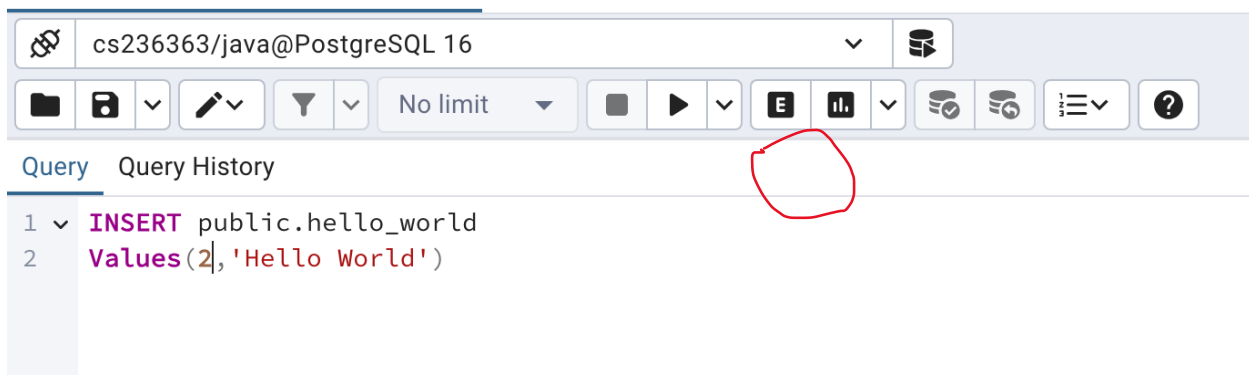 cs236363/java@PostgreSQL 16
No limit
E
Query Query History
1 INSERT public.hello_world
2 Values(2,'Hello World')